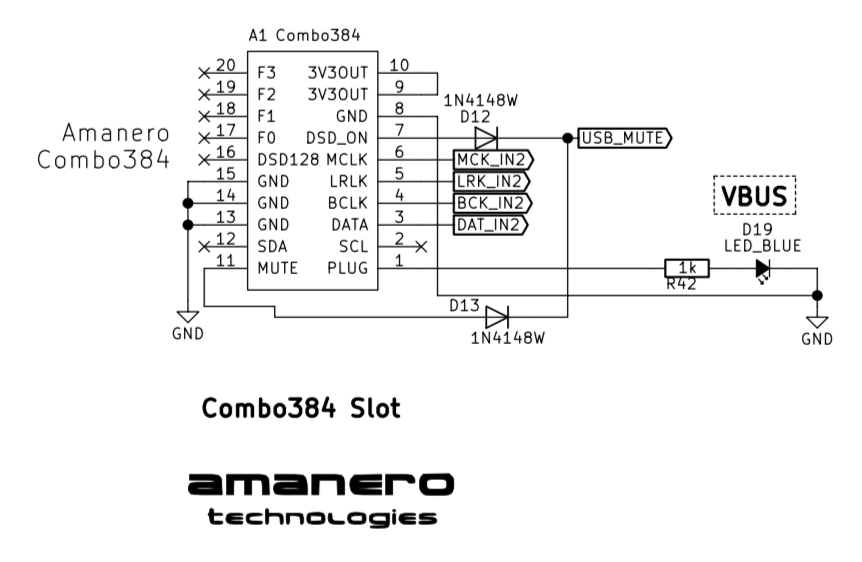 A1 Combo384
20 F3 3V3OUT 10
19 F2 3V3OUT 9
18 F1 GND 8
17 F0 DSD_ON 7
16 DSD128 MCLK 6
15 GND LRLK 5
14 GND BCLK 4
13 GND DATA 3
12 SDA SCL 2
11 MUTE PLUG 1
Amanero
Combo384
1N4148W
D12
USB_MUTE
MCK_IN2
LRK_IN2
BCK_IN2
DAT_IN2
VBUS
D19
LED_BLUE
1k
R42
D13
1N4148W
GND
GND
Combo384 Slot
amanero
technologies